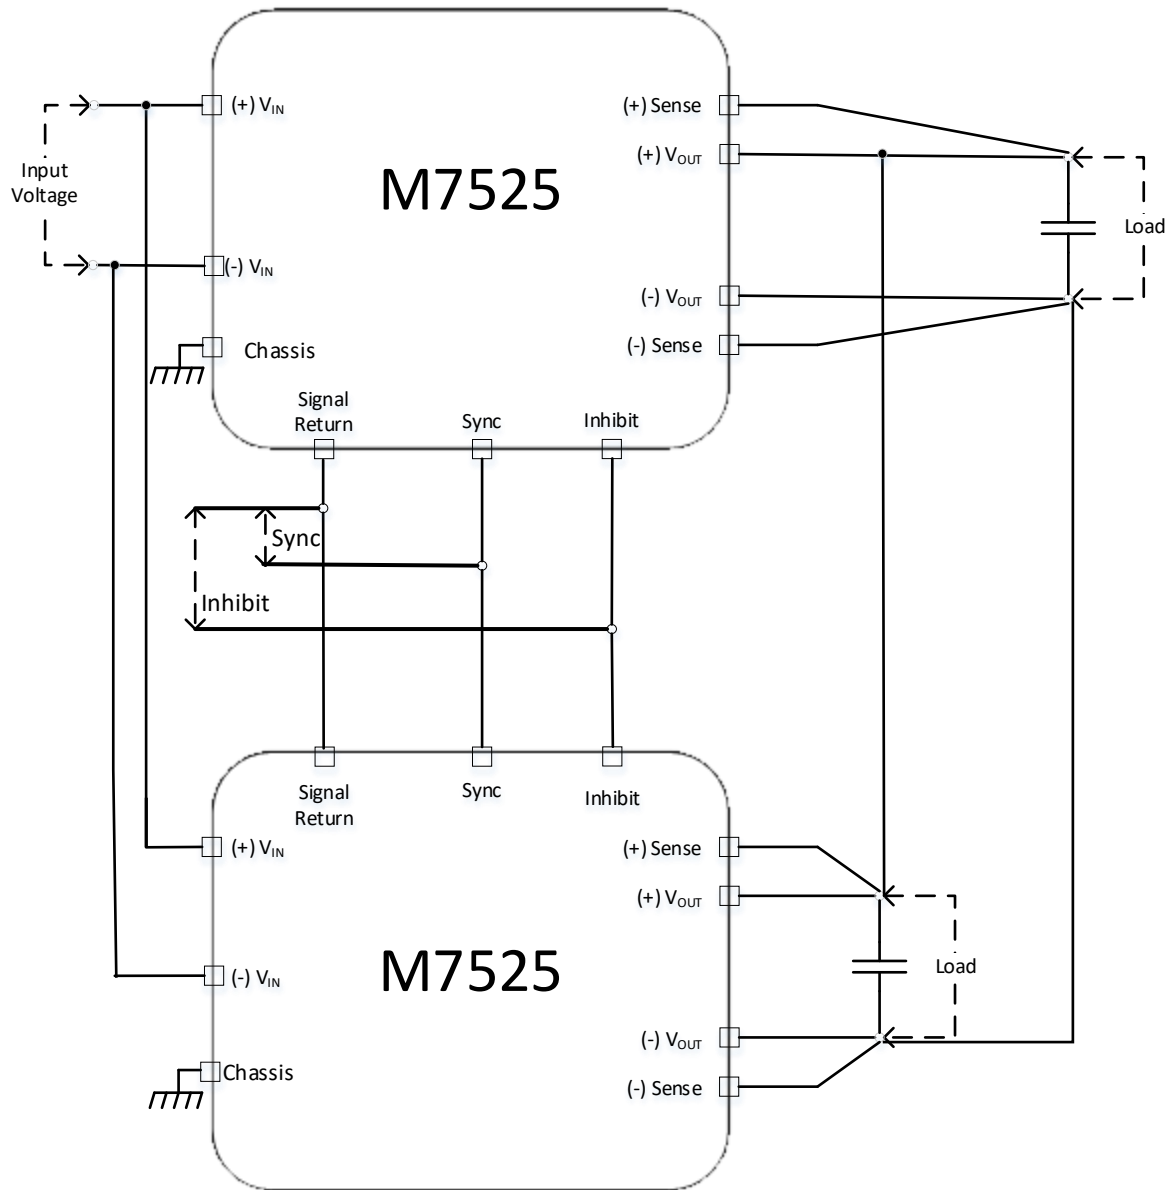 (+) VIN
(+) Sense
Input
Voltage
(+) VOUT
M7525
Load
(-) VIN
(-) VOUT
Chassis
(-) Sense
Signal
Return
Sync
Inhibit
Sync
Inhibit
Signal
Return
Sync
Inhibit
(+) VIN
(+) Sense
(+) VOUT
M7525
Load
(-) VIN
(-) VOUT
Chassis
(-) Sense